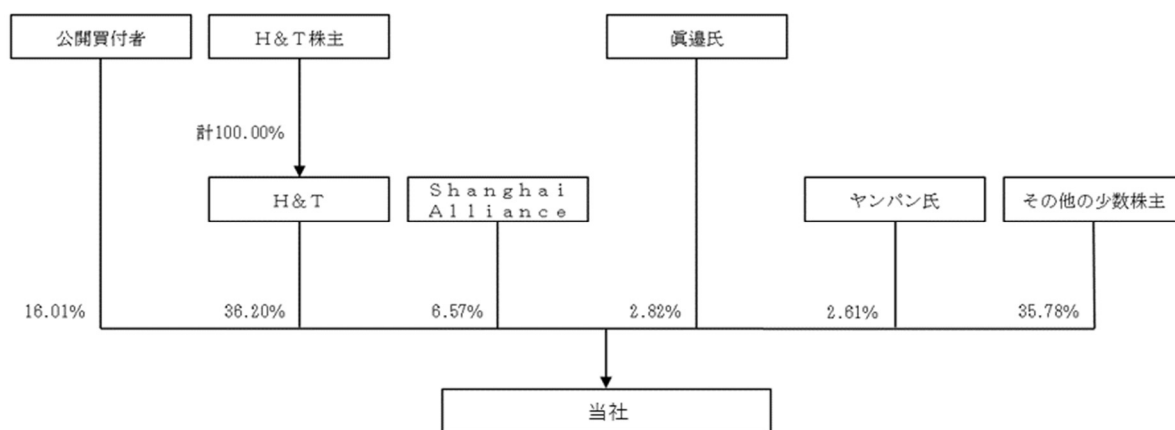 公開買付者
H&T株主
眞邉氏
計100.00%
H&T
Shanghai
Alliance
ヤンパン氏
その他の少数株主
16.01%
36.20%
6.57%
2.82%
2.61%
35.78%
当社